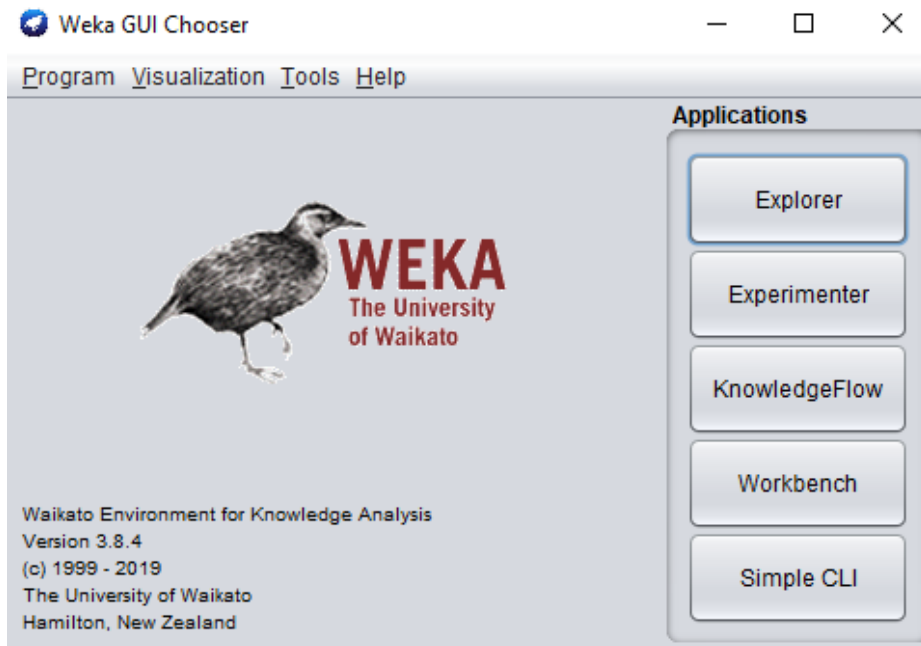 Weka GUI Chooser
Program Visualization Tools Help
Applications
Explorer
Experimenter
KnowledgeFlow
Workbench
Simple CLI
WEKA
The University
of Waikato
Waikato Environment for Knowledge Analysis
Version 3.8.4
(c) 1999 - 2019
The University of Waikato
Hamilton, New Zealand